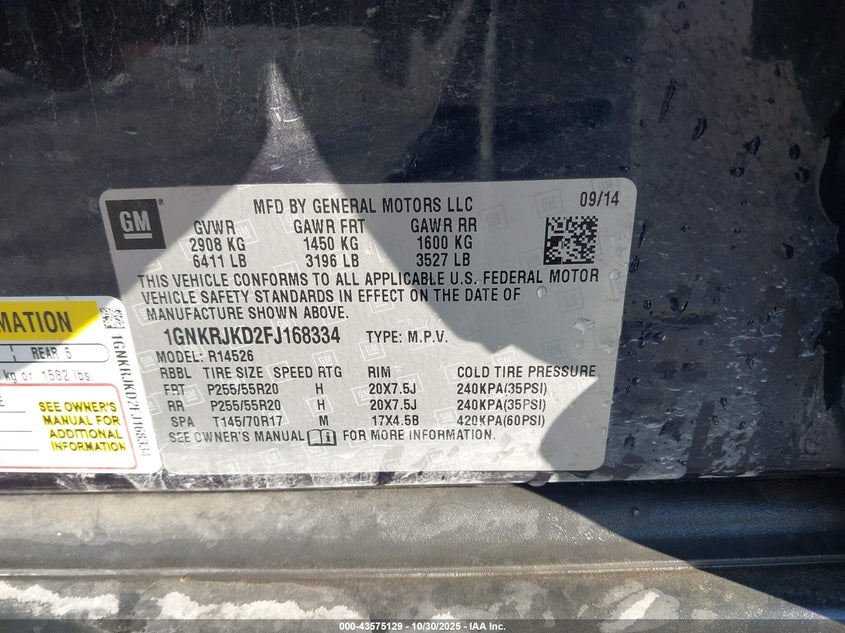 GM
MFD BY GENERAL MOTORS LLC 09/14
GVWR GAWR FRT GAWR RR
2908 KG 1450 KG 1600 KG
6411 LB 3196 LB 3527 LB
THIS VEHICLE CONFORMS TO ALL APPLICABLE U.S. FEDERAL MOTOR
VEHICLE SAFETY STANDARDS IN EFFECT ON THE DATE OF
MANUFACTURE SHOWN ABOVE.
1GNKRJKD2FJ168334 TYPE: M.P.V.
MODEL: R14526
RBBL TIRE SIZE SPEED RTG RIM COLD TIRE PRESSURE
FRT P255/55R20 H 20X7.5J 240KPA(35PSI)
RR P255/55R20 H 20X7.5J 240KPA(35PSI)
SPA T145/70R17 M 17X4.5B 420KPA(60PSI)
SEE OWNER'S MANUAL FOR MORE INFORMATION.
MATION
REAR 5
kg or 1582 lbs
SEE OWNER'S
MANUAL FOR
ADDITIONAL
INFORMATION
1GNKRJKD2FJ168334
000-43575129 - 10/30/2025 - IAA Inc.